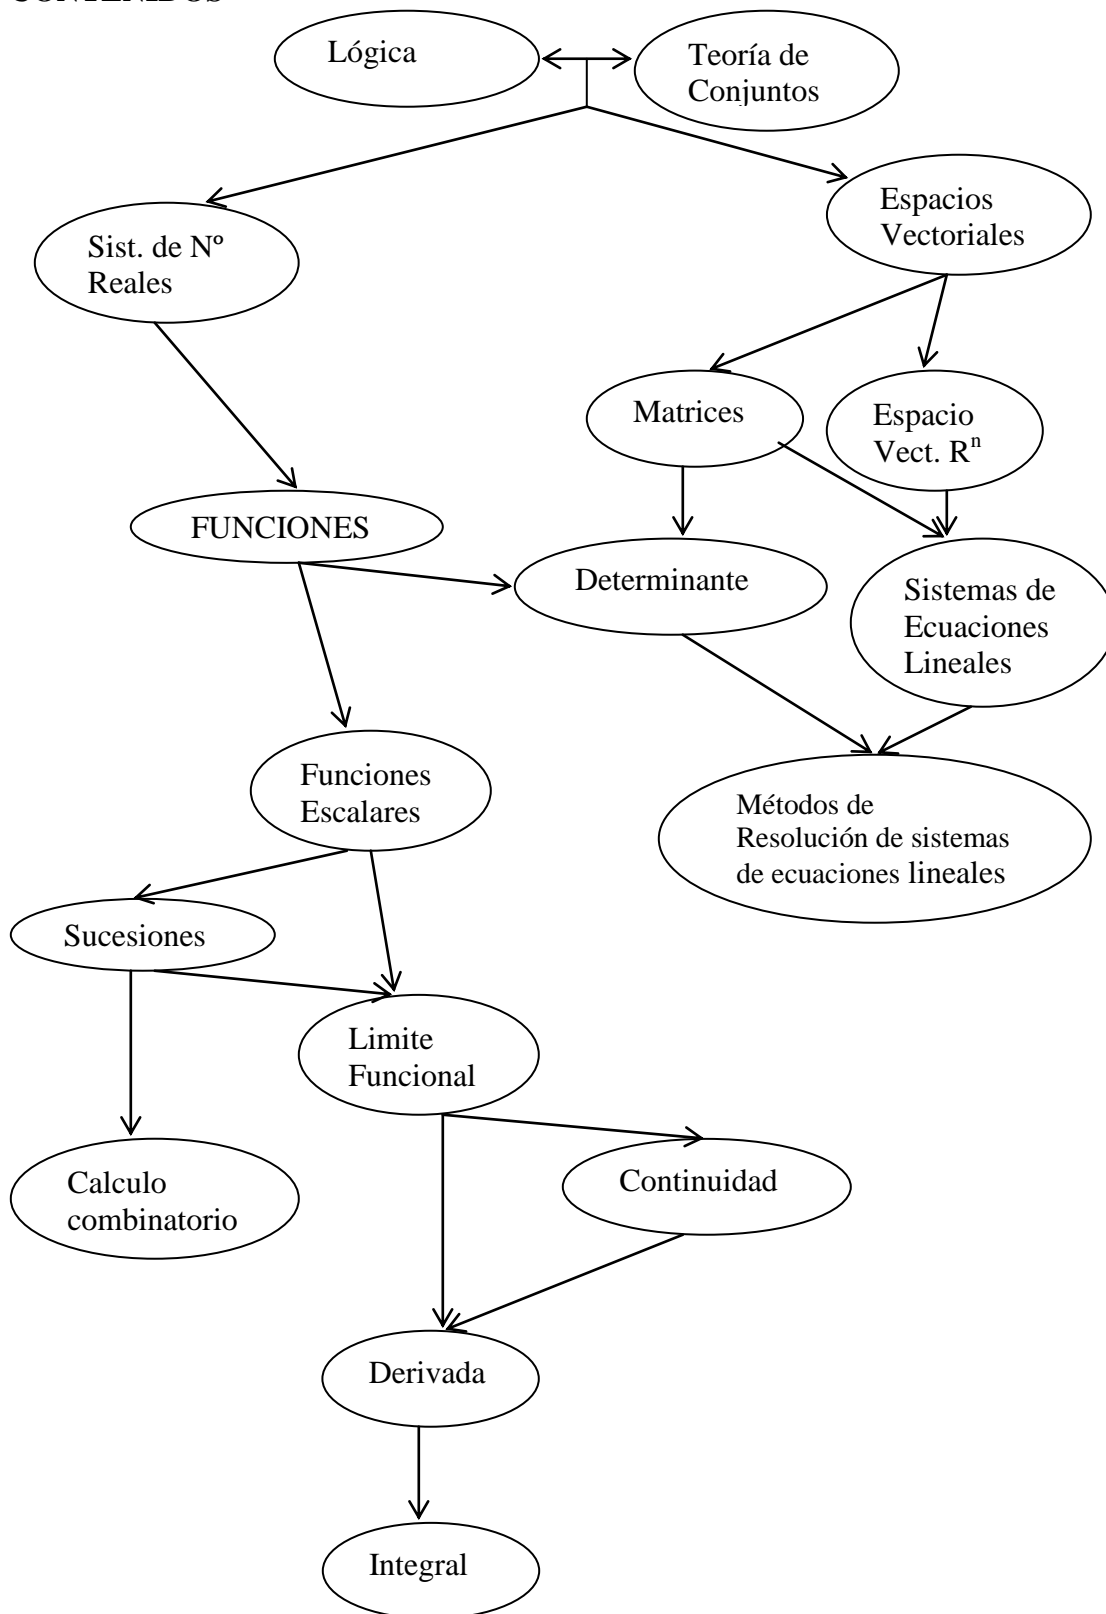 CONTENIDOS
Lógica
Teoría de
Conjuntos
Espacios
Vectoriales
Sist. de Nº
Reales
Matrices
Espacio
Vect. Rⁿ
FUNCIONES
Determinante
Sistemas de
Ecuaciones
Lineales
Funciones
Escalares
Métodos de
Resolución de sistemas
de ecuaciones lineales
Sucesiones
Limite
Funcional
Calculo
combinatorio
Continuidad
Derivada
Integral